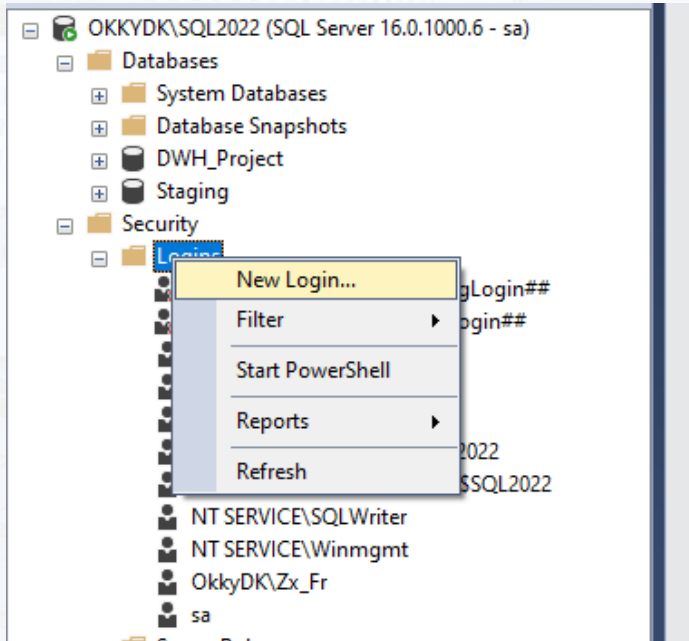 OKKYDK\SQL2022 (SQL Server 16.0.1000.6 - sa)
Databases
System Databases
Database Snapshots
DWH_Project
Staging
Security
Logins
New Login...
gLogin##
Filter
ogin##
Start PowerShell
Reports
2022
Refresh
$SQL2022
NT SERVICE\SQLWriter
NT SERVICE\Winmgmt
OkkyDK\Zx_Fr
sa